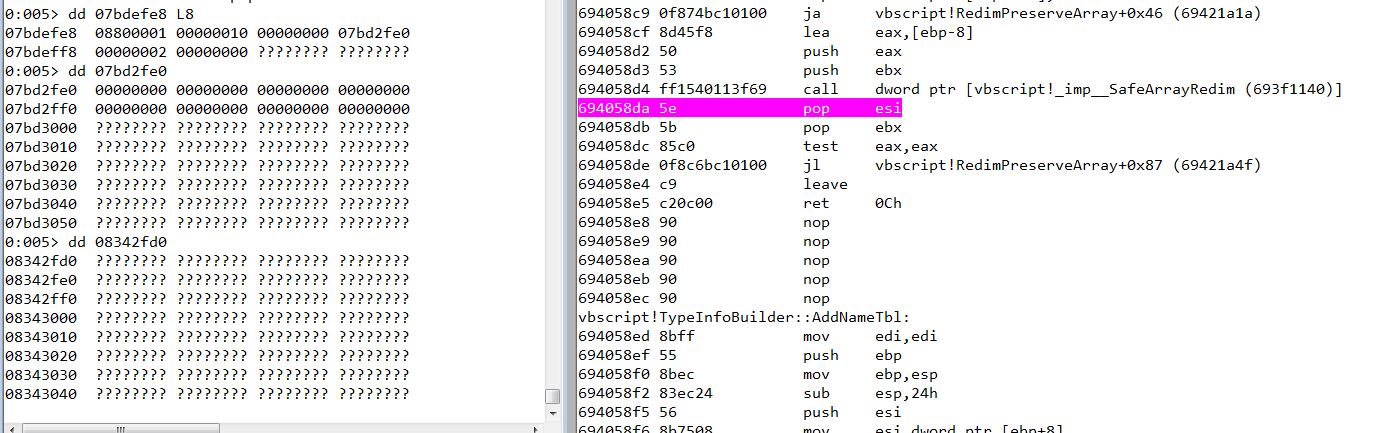 0:005> dd 07bdefe8 L8
07bdefe8  08800001 00000010 00000000 07bd2fe0
07bdeff8  00000002 00000000 ???????? ????????
0:005> dd 07bd2fe0
07bd2fe0  00000000 00000000 00000000 00000000
07bd2ff0  00000000 00000000 00000000 00000000
07bd3000  ???????? ???????? ???????? ????????
07bd3010  ???????? ???????? ???????? ????????
07bd3020  ???????? ???????? ???????? ????????
07bd3030  ???????? ???????? ???????? ????????
07bd3040  ???????? ???????? ???????? ????????
07bd3050  ???????? ???????? ???????? ????????
0:005> dd 08342fd0
08342fd0  ???????? ???????? ???????? ????????
08342fe0  ???????? ???????? ???????? ????????
08342ff0  ???????? ???????? ???????? ????????
08343000  ???????? ???????? ???????? ????????
08343010  ???????? ???????? ???????? ????????
08343020  ???????? ???????? ???????? ????????
08343030  ???????? ???????? ???????? ????????
08343040  ???????? ???????? ???????? ????????
694058c9 0f874bc10100    ja      vbscript!RedimPreserveArray+0x46 (69421a1a)
694058cf 8d45f8          lea     eax,[ebp-8]
694058d2 50              push    eax
694058d3 53              push    ebx
694058d4 ff1540113f69    call    dword ptr [vbscript!_imp__SafeArrayRedim (693f1140)]
694058da 5e              pop     esi
694058db 5b              pop     ebx
694058dc 85c0            test    eax,eax
694058de 0f8c6bc10100    jl      vbscript!RedimPreserveArray+0x87 (69421a4f)
694058e4 c9              leave
694058e5 c20c00          ret     0Ch
694058e8 90              nop
694058e9 90              nop
694058ea 90              nop
694058eb 90              nop
694058ec 90              nop
vbscript!TypeInfoBuilder::AddNameTbl:
694058ed 8bff            mov     edi,edi
694058ef 55              push    ebp
694058f0 8bec            mov     ebp,esp
694058f2 83ec24          sub     esp,24h
694058f5 56              push    esi
694058f6 8b7508          mov     esi,dword ptr [ebp+8]